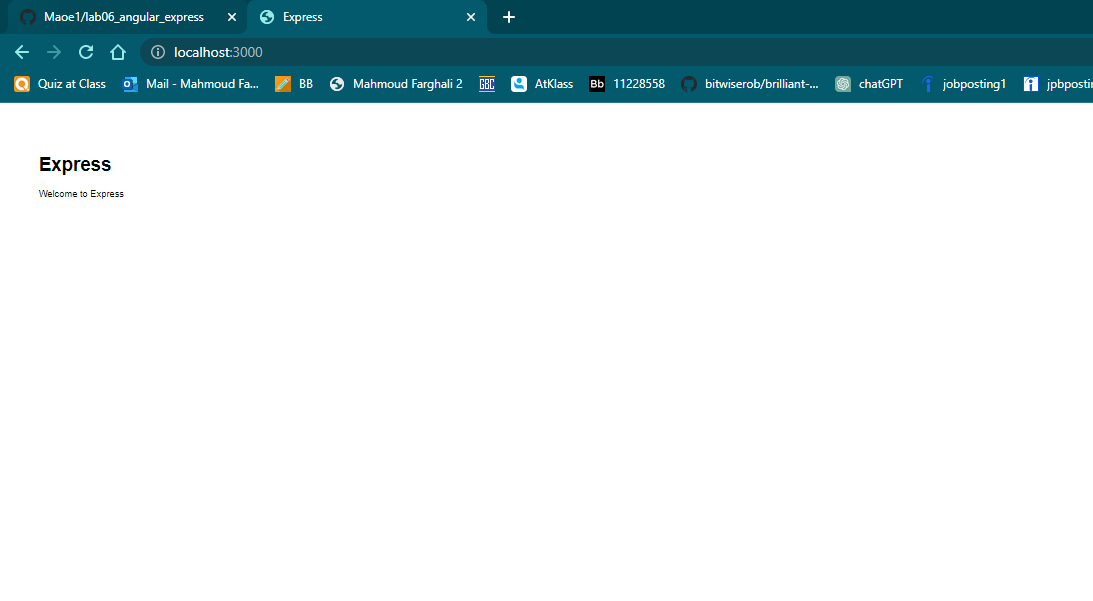 Maoe1/lab06_angular_express Express
localhost:3000
Quiz at Class Mail - Mahmoud Fa... BB Mahmoud Farghali 2 GBC AtKlass Bb 11228558 bitwiserob/brilliant-... chatGPT jobposting1 jpbpostin
Express
Welcome to Express